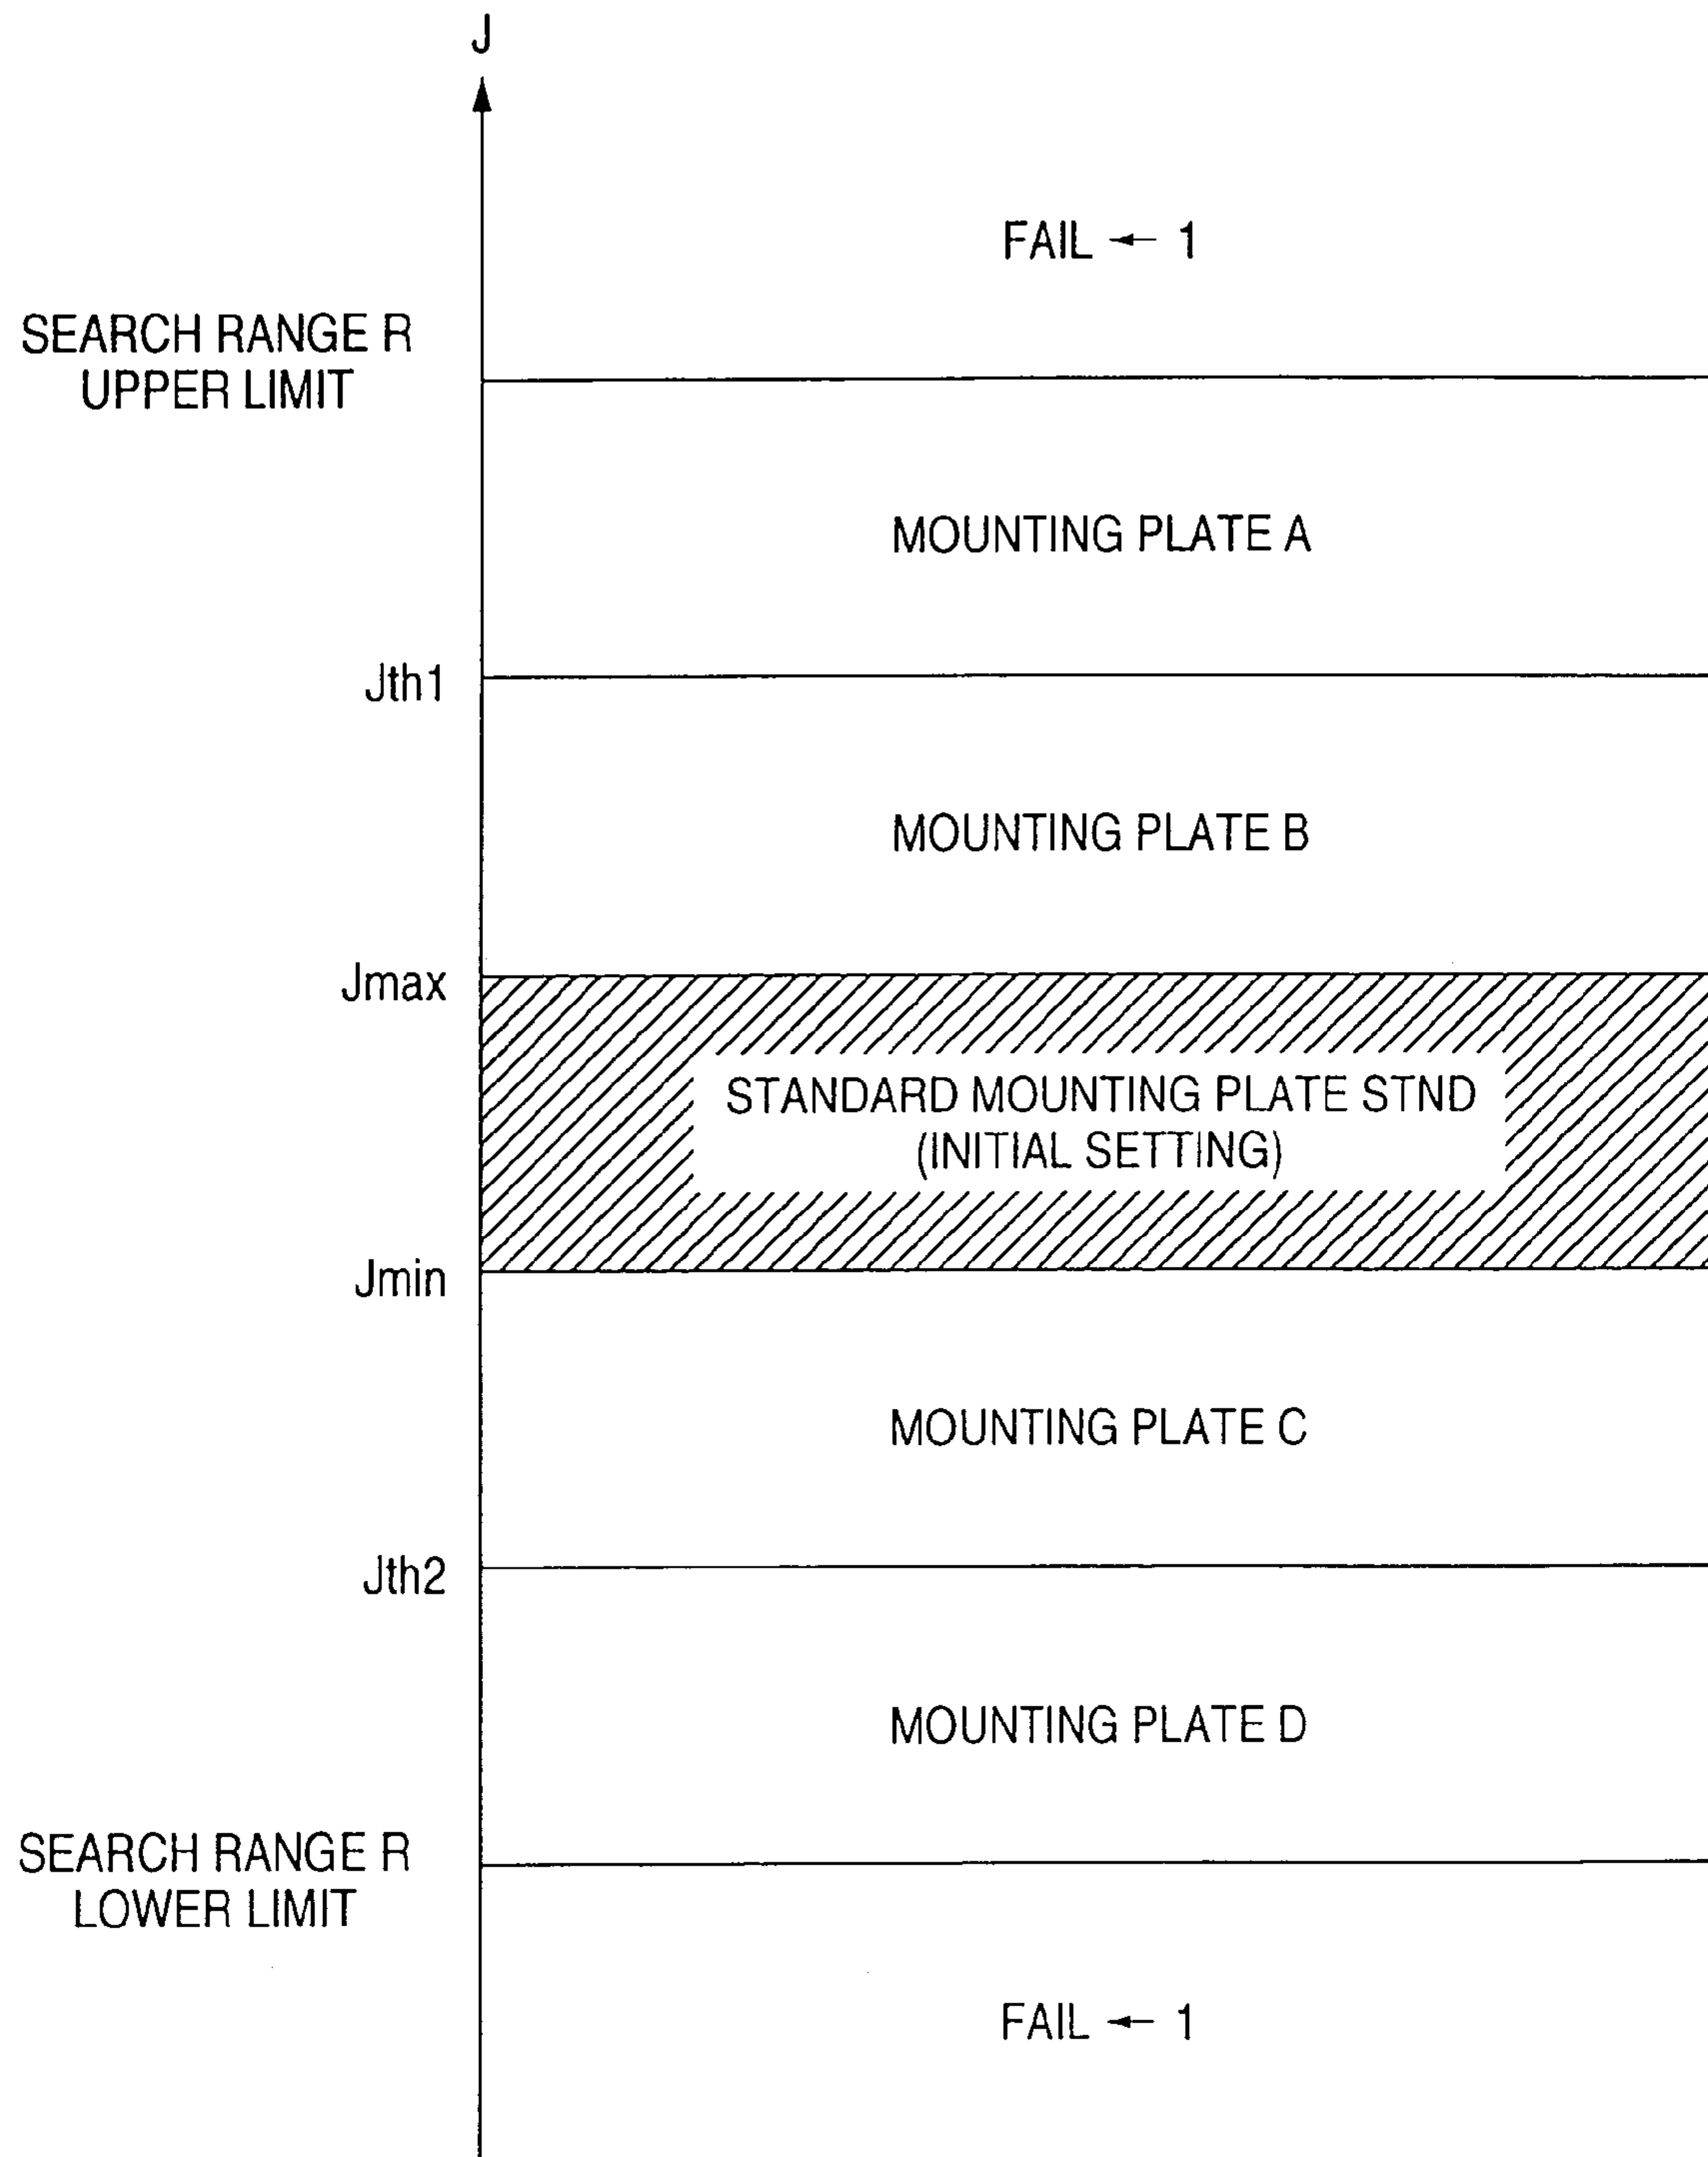 J
FAIL ← 1
SEARCH RANGE R
UPPER LIMIT
MOUNTING PLATE A
Jth1
MOUNTING PLATE B
Jmax
STANDARD MOUNTING PLATE STND
(INITIAL SETTING)
Jmin
MOUNTING PLATE C
Jth2
MOUNTING PLATE D
SEARCH RANGE R
LOWER LIMIT
FAIL ← 1